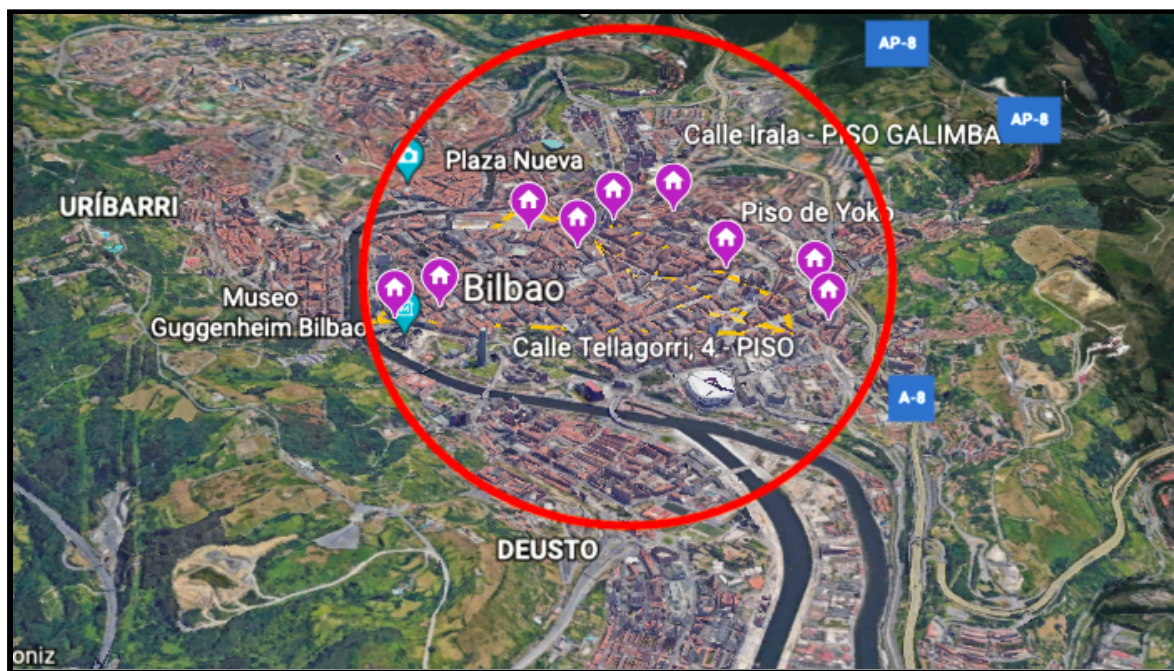 AP-8
AP-8
Calle Irala - PISO GALIMBA
Plaza Nueva
URÍBARRI
Piso de Yoko
Bilbao
Museo
Guggenheim Bilbao
Calle Tellagorri, 4 - PISO
A-8
DEUSTO
oniz